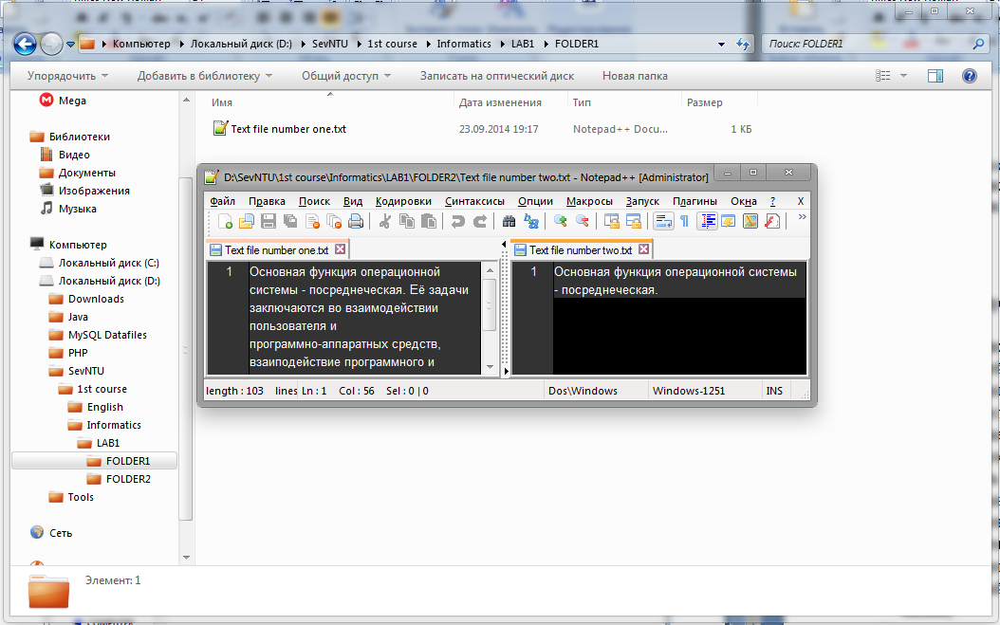 Компьютер ▸ Локальный диск (D:) ▸ SevNTU ▸ 1st course ▸ Informatics ▸ LAB1 ▸ FOLDER1
Поиск: FOLDER1
Упорядочить Добавить в библиотеку Общий доступ Записать на оптический диск Новая папка
Mega
Библиотеки
Видео
Документы
Изображения
Музыка
Компьютер
Локальный диск (C:)
Локальный диск (D:)
Downloads
Java
MySQL Datafiles
PHP
SevNTU
1st course
English
Informatics
LAB1
FOLDER1
FOLDER2
Tools
Сеть
Имя Дата изменения Тип Размер
Text file number one.txt 23.09.2014 19:17 Notepad++ Docu... 1 КБ
D:\SevNTU\1st course\Informatics\LAB1\FOLDER2\Text file number two.txt - Notepad++ [Administrator]
Файл Правка Поиск Вид Кодировки Синтаксисы Опции Макросы Запуск Плагины Окна ? X
Text file number one.txt
1 Основная функция операционной
системы - посреднеческая. Её задачи
заключаются во взаимодействии
пользователя и
программно-аппаратных средств,
взаиподействие программного и
Text file number two.txt
1 Основная функция операционной системы
- посреднеческая.
length : 103 lines Ln : 1 Col : 56 Sel : 0 | 0 Dos\Windows Windows-1251 INS
Элемент: 1